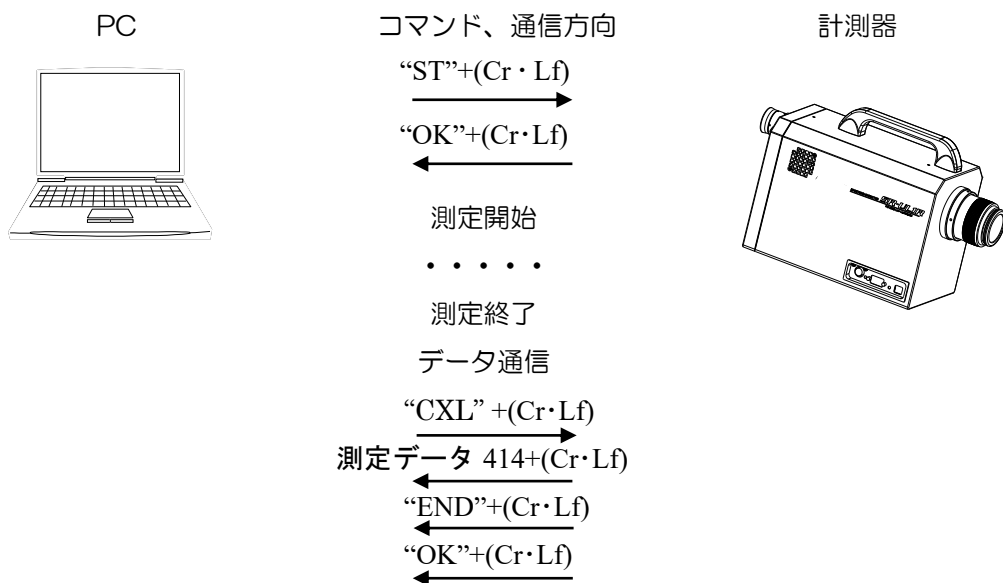 PC
コマンド、通信方向
計測器
“ST”+(Cr・Lf)
“OK”+(Cr・Lf)
測定開始
・・・・・
測定終了
データ通信
“CXL” +(Cr・Lf)
測定データ 414+(Cr・Lf)
“END”+(Cr・Lf)
“OK”+(Cr・Lf)